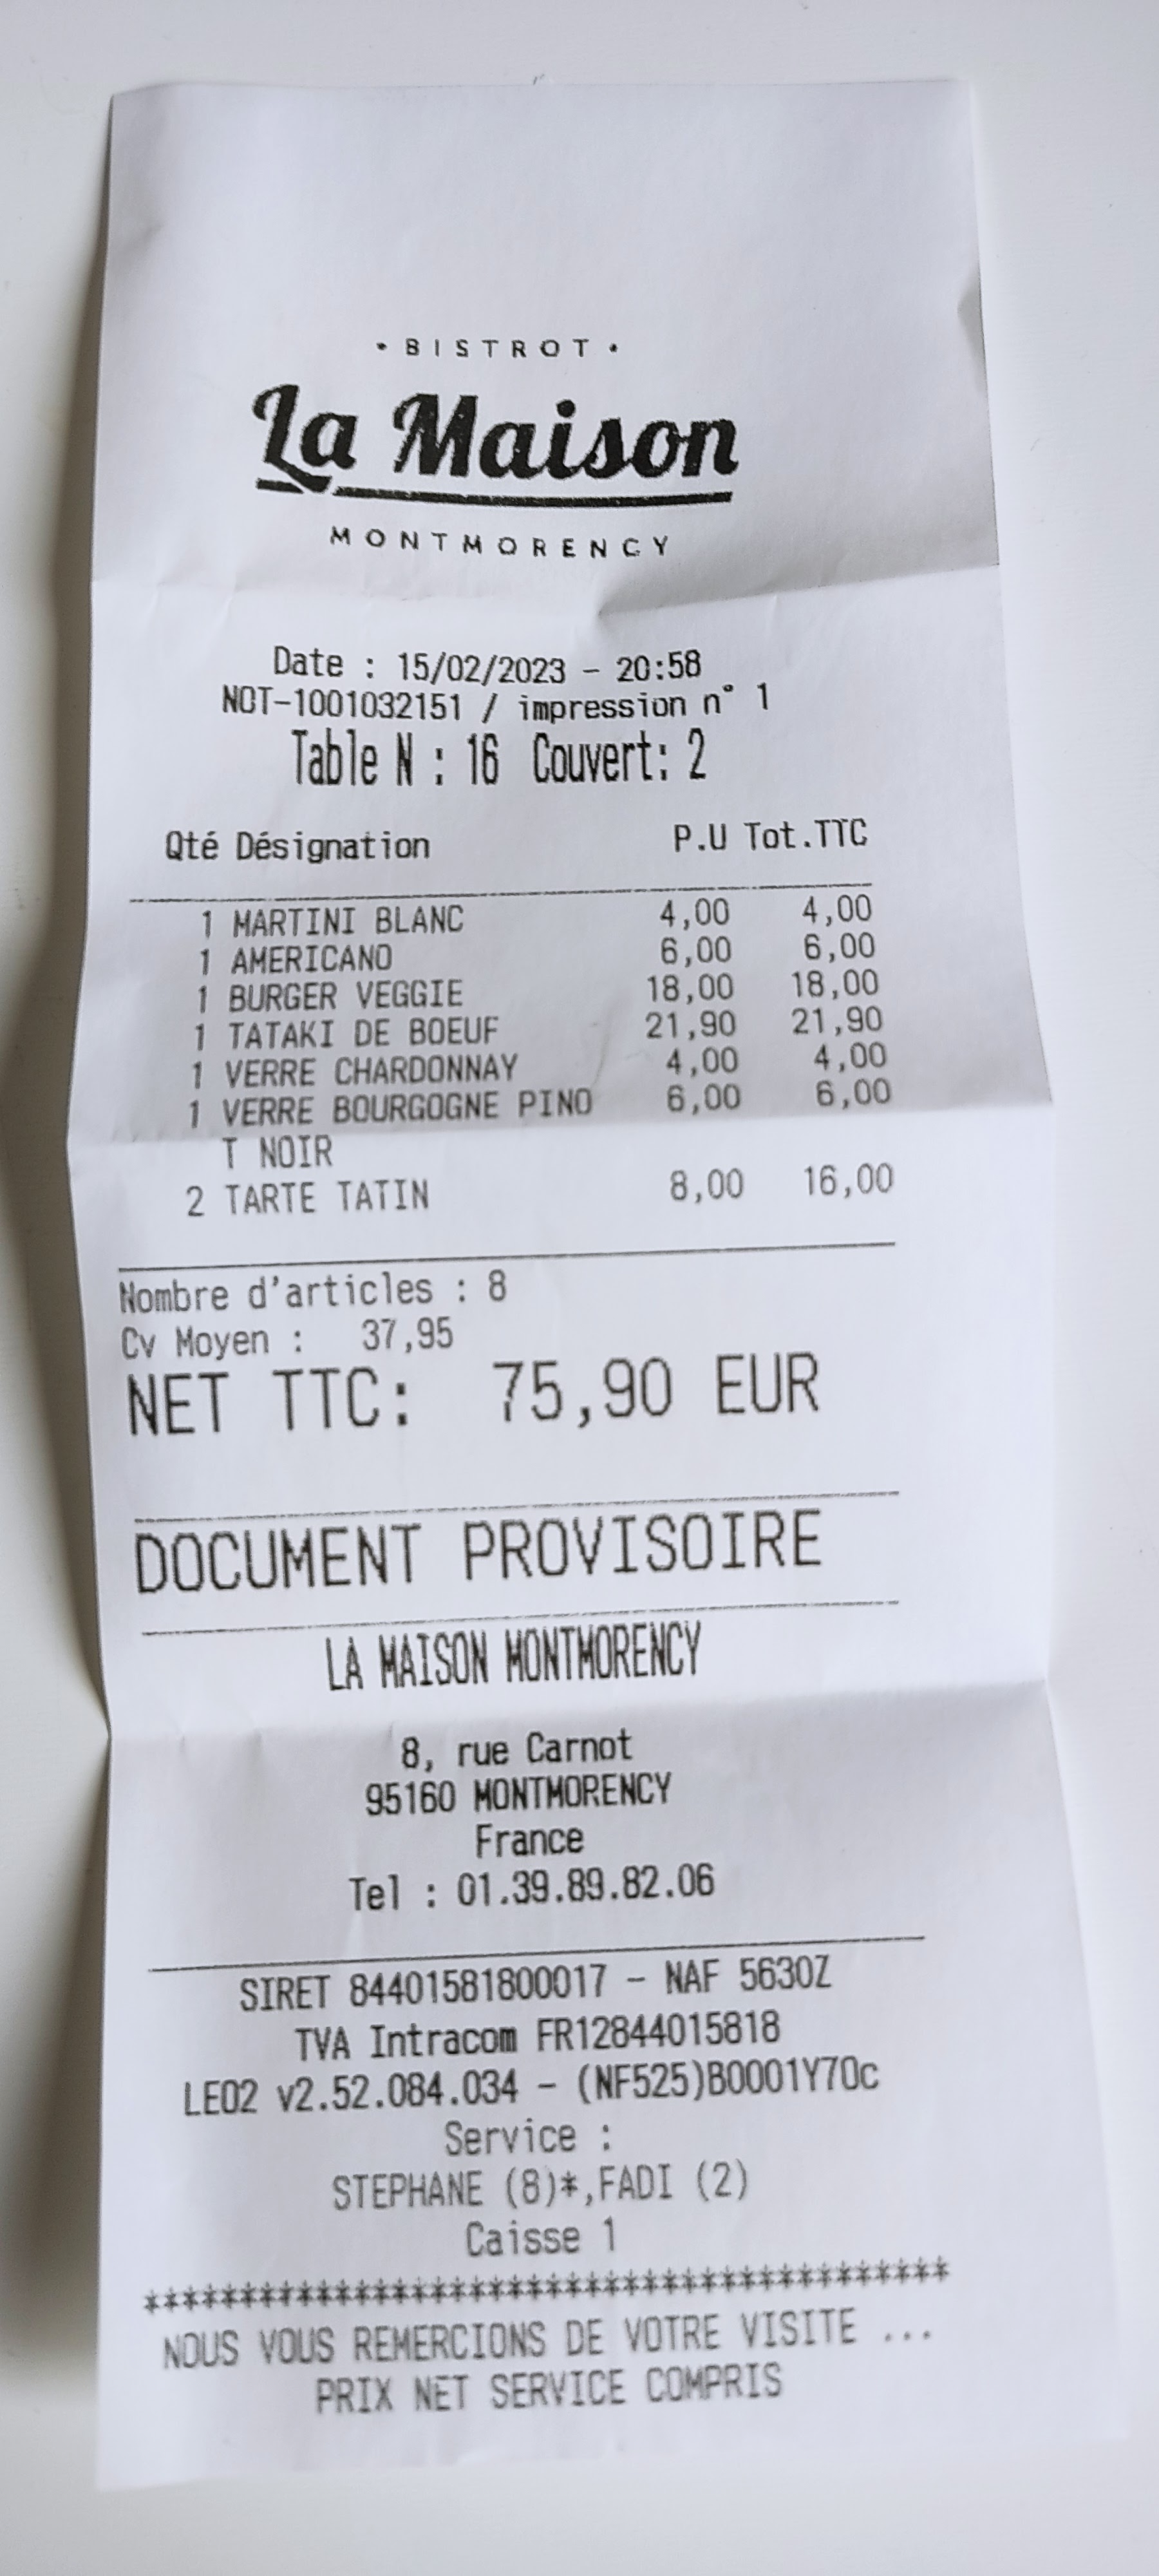 • BISTROT •
La Maison
MONTMORENCY
Date : 15/02/2023 - 20:58
NOT-1001032151 / impression n° 1
Table N : 16 Couvert: 2
Qté Désignation P.U Tot.TTC
1 MARTINI BLANC 4,00 4,00
1 AMERICANO 6,00 6,00
1 BURGER VEGGIE 18,00 18,00
1 TATAKI DE BOEUF 21,90 21,90
1 VERRE CHARDONNAY 4,00 4,00
1 VERRE BOURGOGNE PINO 6,00 6,00
T NOIR
2 TARTE TATIN 8,00 16,00
Nombre d'articles : 8
Cv Moyen : 37,95
NET TTC: 75,90 EUR
DOCUMENT PROVISOIRE
LA MAISON MONTMORENCY
8, rue Carnot
95160 MONTMORENCY
France
Tel : 01.39.89.82.06
SIRET 84401581800017 - NAF 5630Z
TVA Intracom FR12844015818
LEO2 v2.52.084.034 - (NF525)B0001Y70c
Service :
STEPHANE (8)*,FADI (2)
Caisse 1
******************************************
NOUS VOUS REMERCIONS DE VOTRE VISITE ...
PRIX NET SERVICE COMPRIS